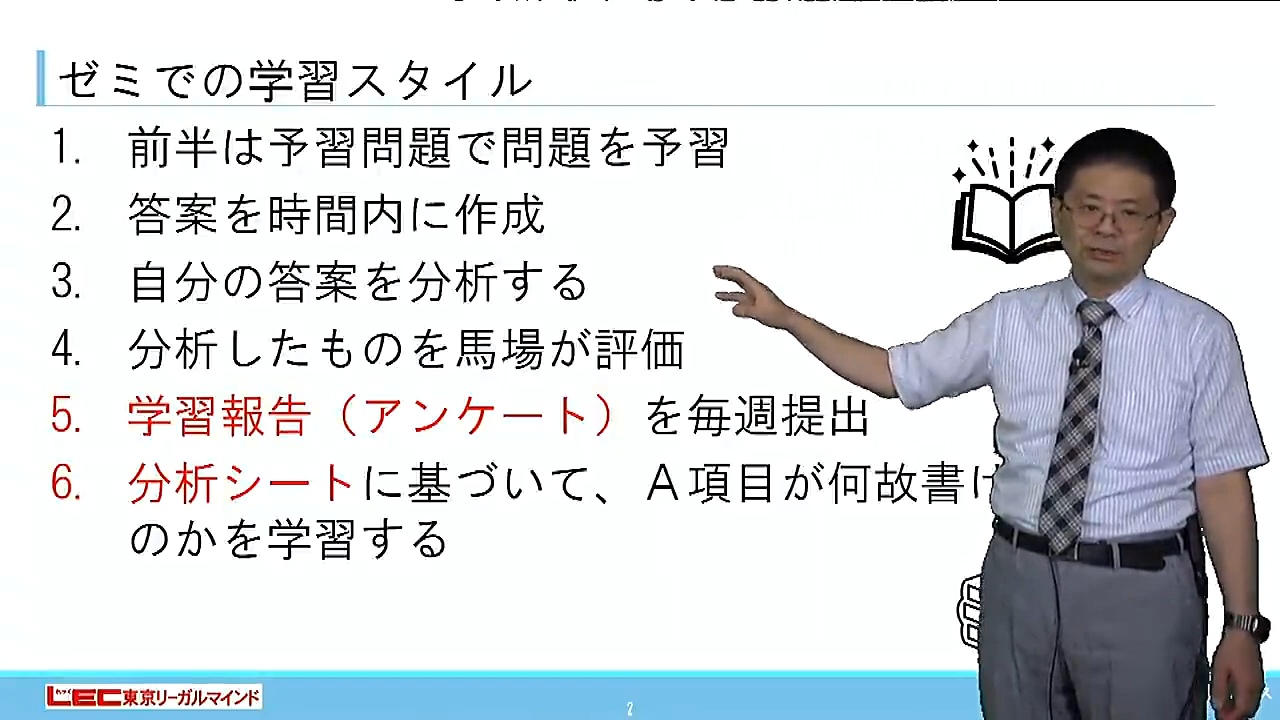 ゼミでの学習スタイル
1. 前半は予習問題で問題を予習
2. 答案を時間内に作成
3. 自分の答案を分析する
4. 分析したものを馬場が評価
5. 学習報告（アンケート）を毎週提出
6. 分析シートに基づいて、Ａ項目が何故書け
のかを学習する
LEC東京リーガルマインド
2